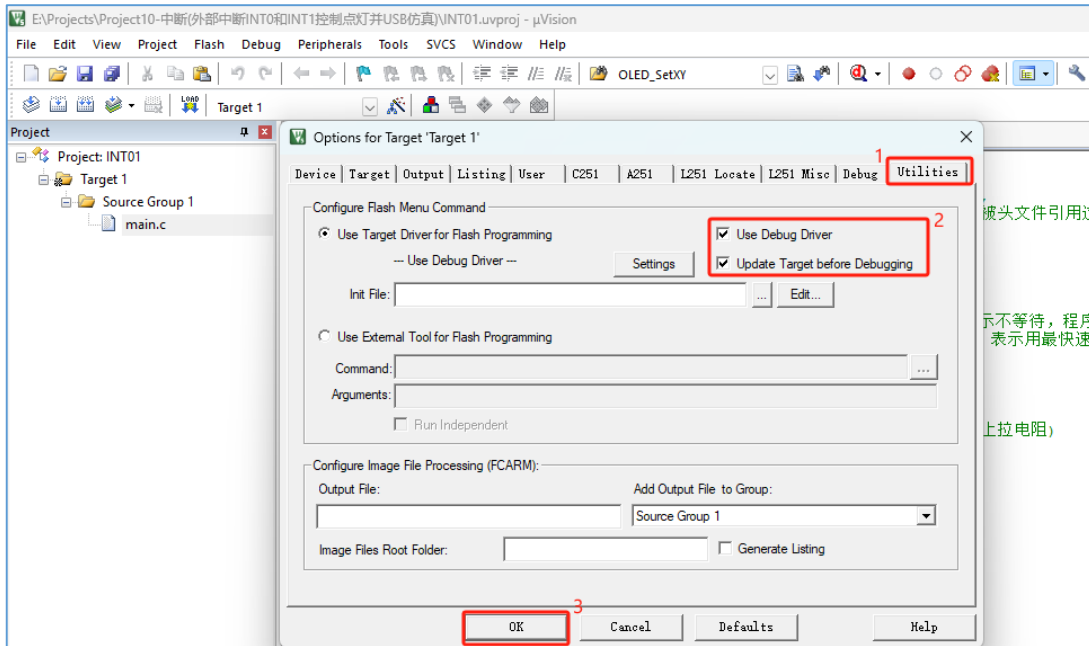 E:\Projects\Project10-中断(外部中断INT0和INT1控制点灯并USB仿真)\INT01.uvproj - µVision
File Edit View Project Flash Debug Peripherals Tools SVCS Window Help
OLED_SetXY
LOAD Target 1
Project
Project: INT01
Target 1
Source Group 1
main.c
Options for Target 'Target 1'
1
Device Target Output Listing User C251 A251 L251 Locate L251 Misc Debug Utilities
Configure Flash Menu Command
2
Use Target Driver for Flash Programming Use Debug Driver
--- Use Debug Driver --- Settings Update Target before Debugging
Init File: ... Edit...
Use External Tool for Flash Programming
Command: ...
Arguments:
Run Independent
Configure Image File Processing (FCARM):
Output File: Add Output File to Group:
Source Group 1
Image Files Root Folder: Generate Listing
3
OK Cancel Defaults Help
被头文件引用
示不等待，程序
表示用最快速
上拉电阻)